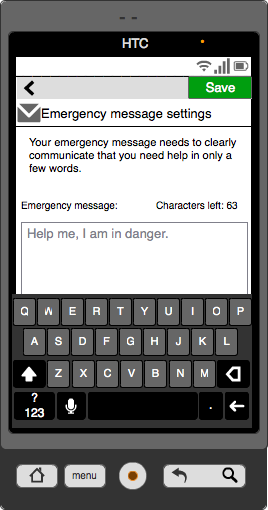 HTC
Save
Emergency message settings
Your emergency message needs to clearly
communicate that you need help in only a
few words.
Emergency message: Characters left: 63
Help me, I am in danger.
Q W E R T Y U I O P
A S D F G H J K L
Z X C V B N M
?
123 .
menu